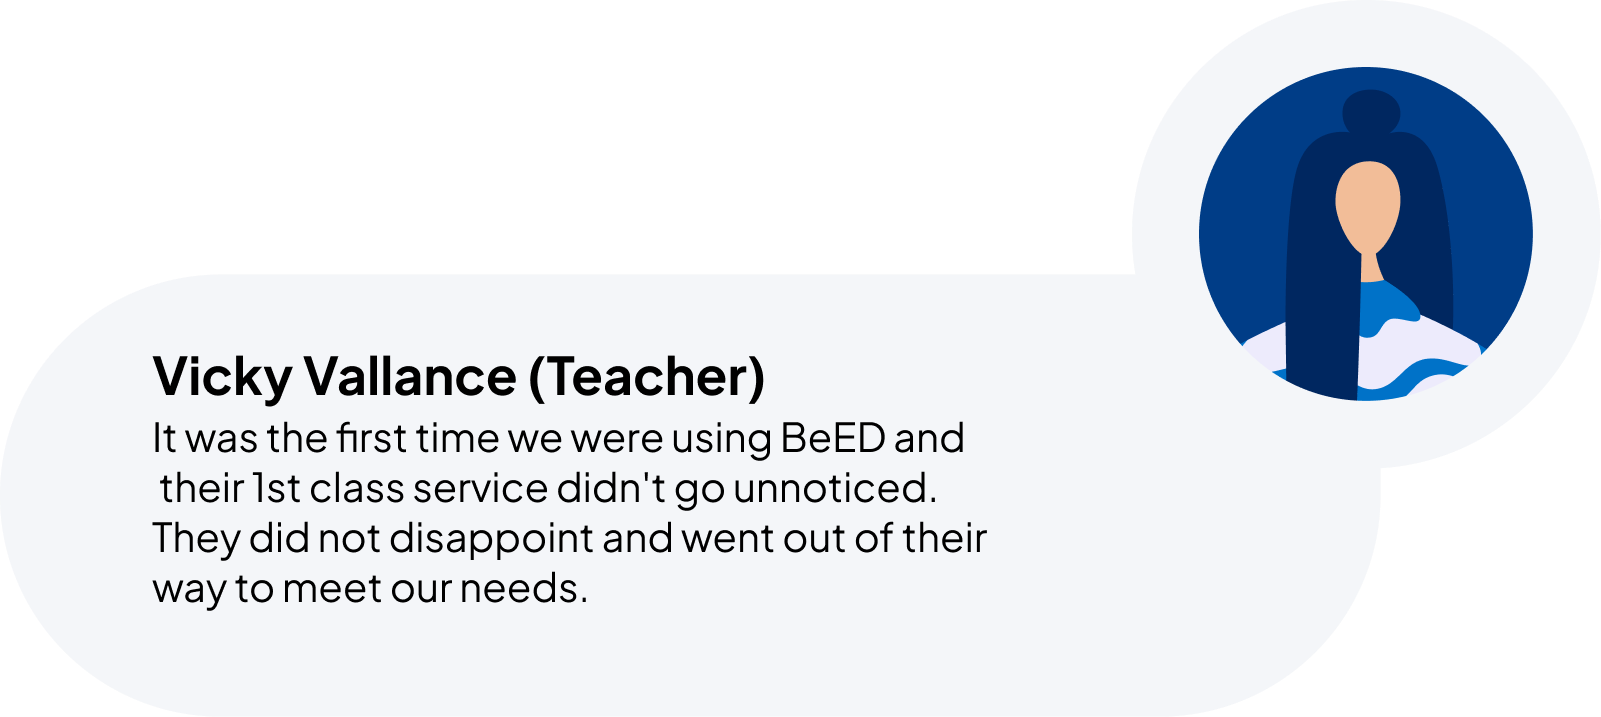 Vicky Vallance (Teacher)
It was the first time we were using BeED and
their 1st class service didn't go unnoticed.
They did not disappoint and went out of their
way to meet our needs.